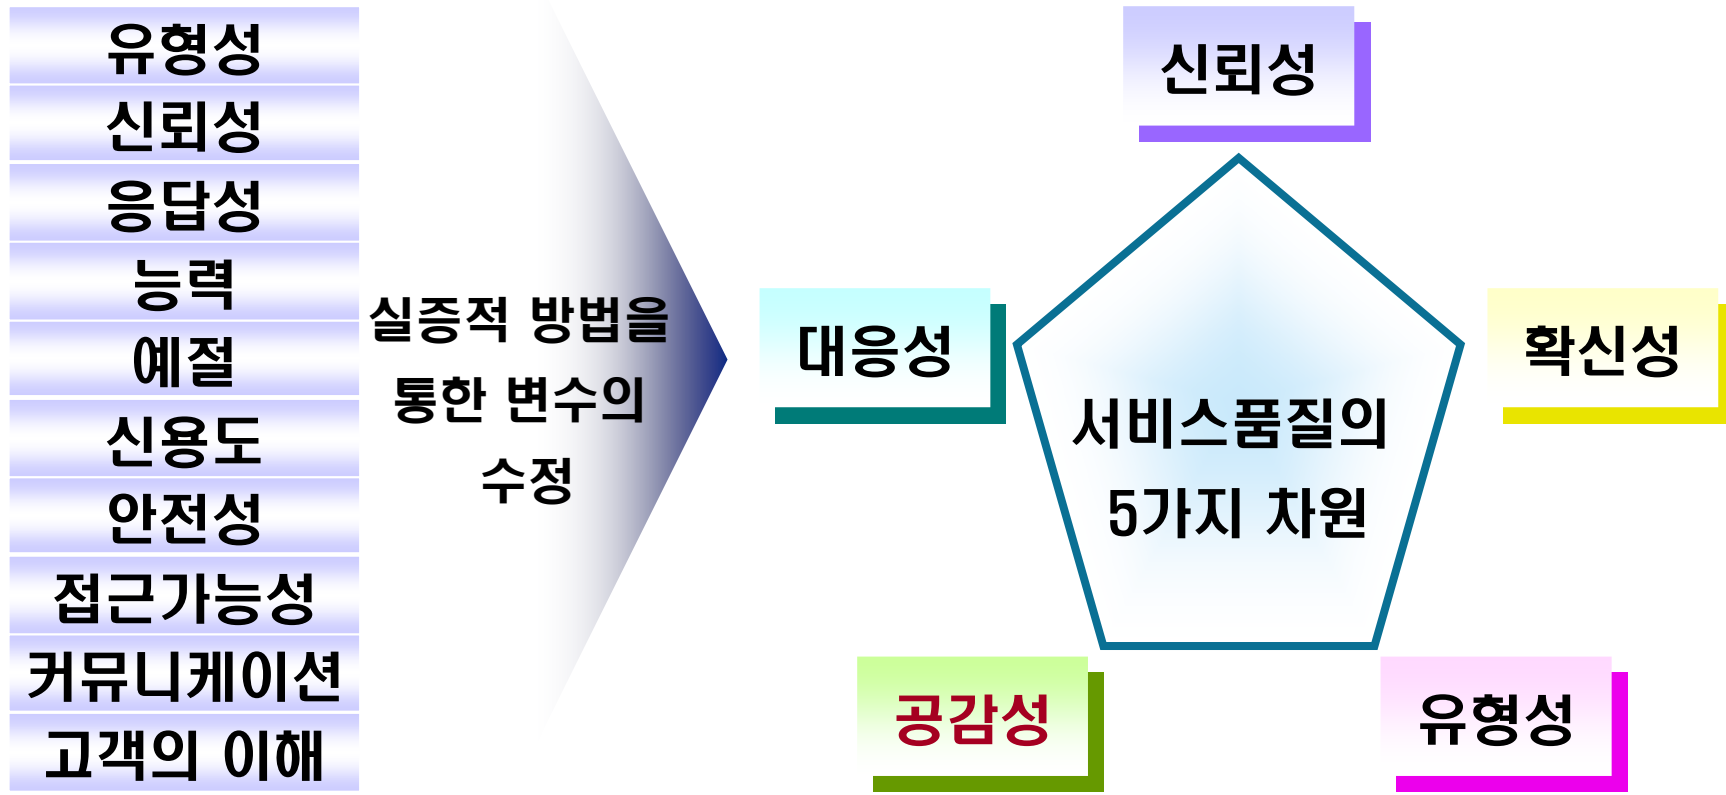 유형성
신뢰성
응답성
능력
예절
신용도
안전성
접근가능성
커뮤니케이션
고객의 이해
실증적 방법을
통한 변수의
수정
신뢰성
대응성
확신성
서비스품질의
5가지 차원
공감성
유형성